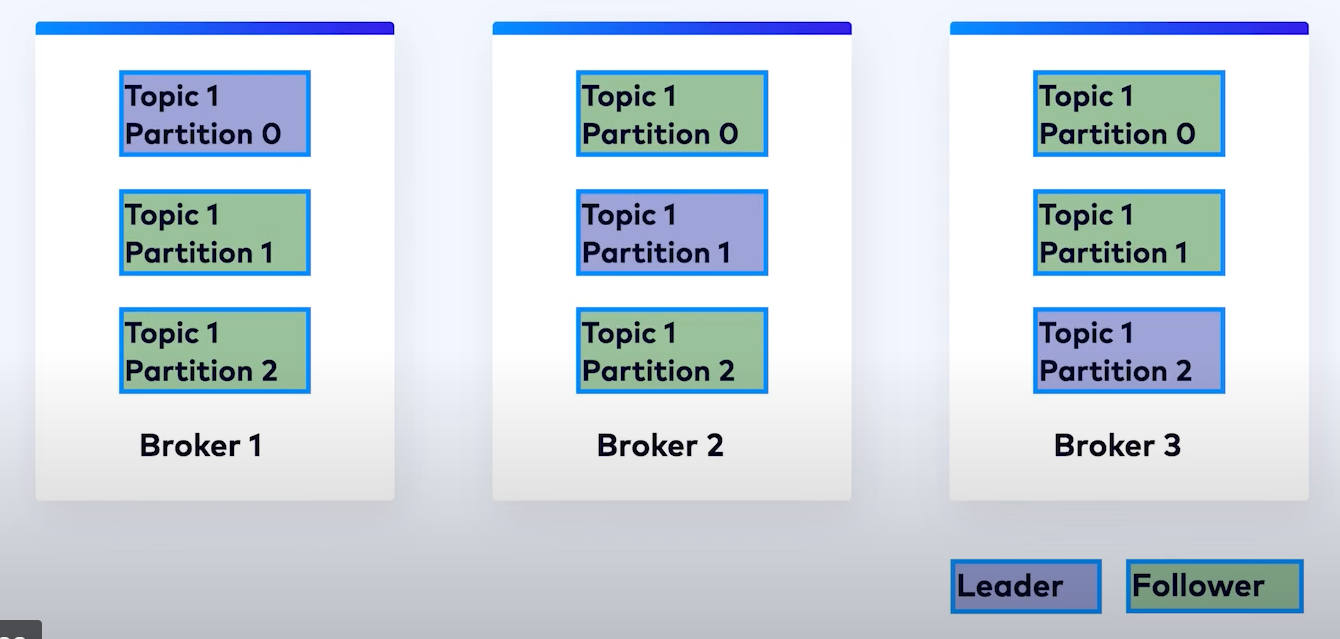 Topic 1
Partition 0
Topic 1
Partition 1
Topic 1
Partition 2
Broker 1
Topic 1
Partition 0
Topic 1
Partition 1
Topic 1
Partition 2
Broker 2
Topic 1
Partition 0
Topic 1
Partition 1
Topic 1
Partition 2
Broker 3
Leader
Follower